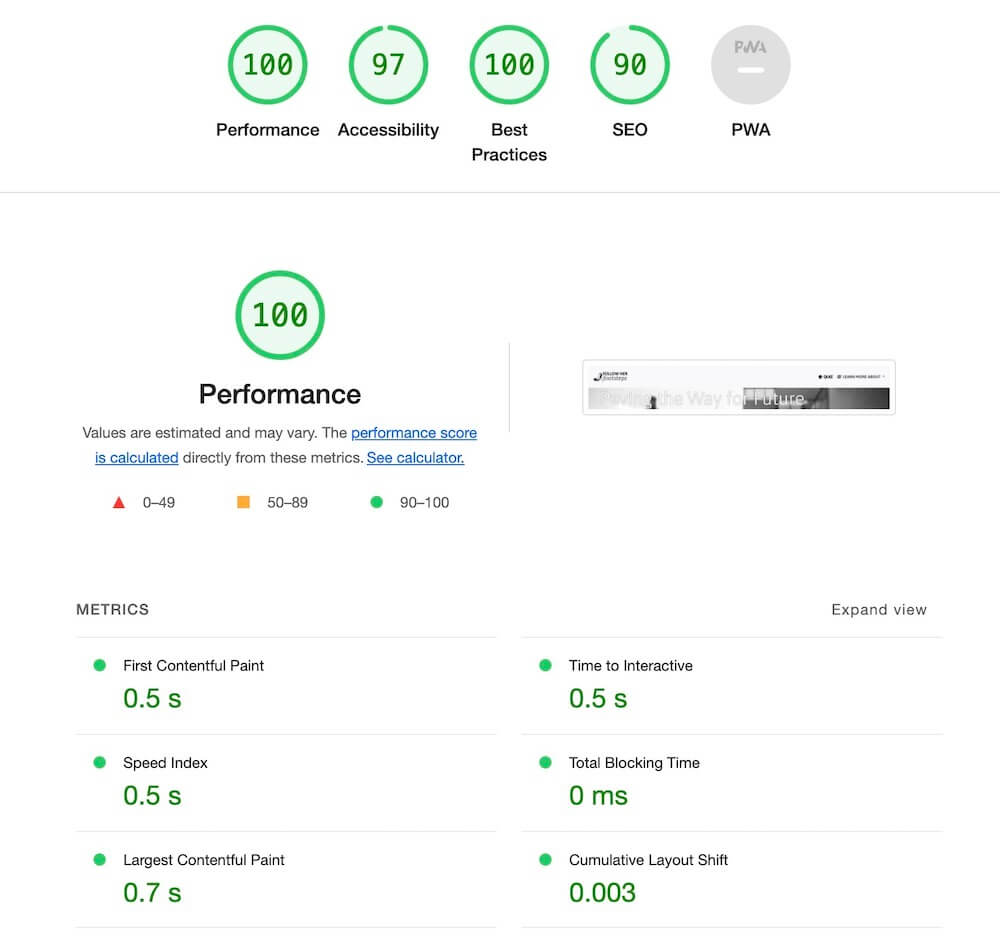 100
97
100
90
PWA
Performance
Accessibility
Best
Practices
SEO
PWA
100
Performance
Values are estimated and may vary. The performance score
is calculated directly from these metrics. See calculator.
0–49
50–89
90–100
FOLLOW HER
footsteps
QUIZ
LEARN MORE ABOUT
Paving the Way for Future
METRICS
Expand view
First Contentful Paint
0.5 s
Time to Interactive
0.5 s
Speed Index
0.5 s
Total Blocking Time
0 ms
Largest Contentful Paint
0.7 s
Cumulative Layout Shift
0.003